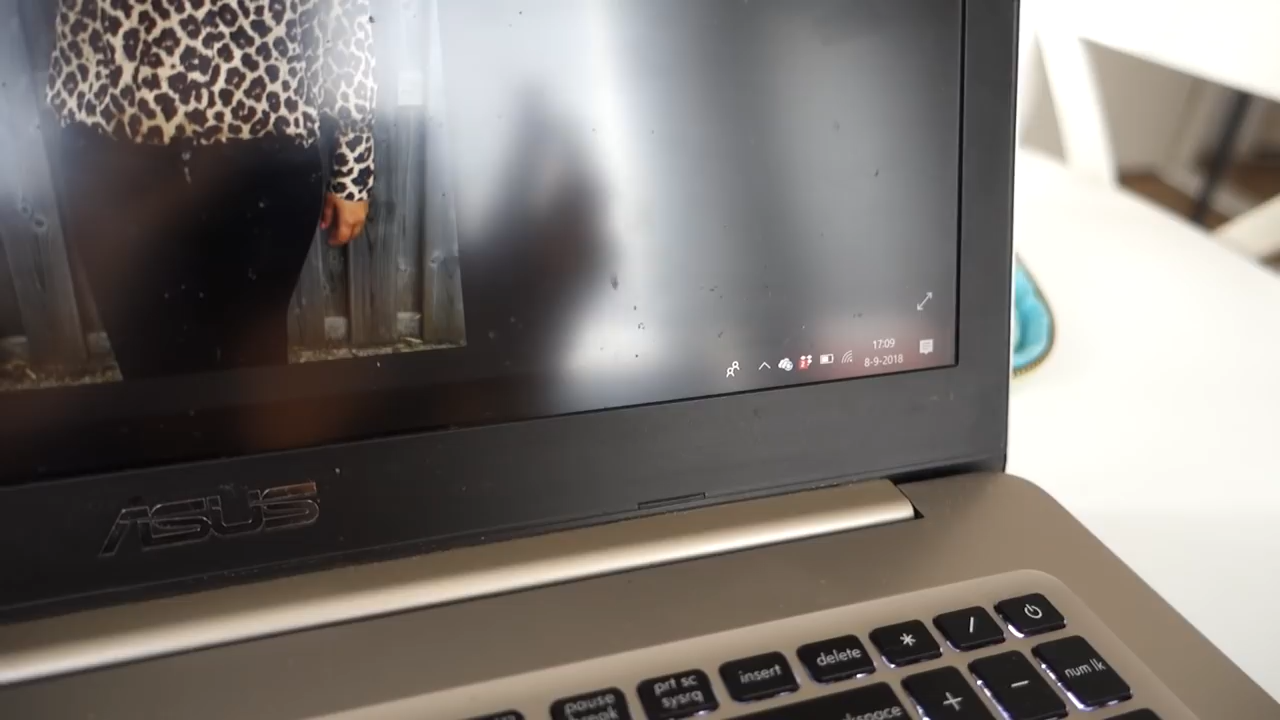 17:09
8-9-2018
ASUS
/
*
delete
insert
prt sc
sysrq
pause
break
num lk
-
+